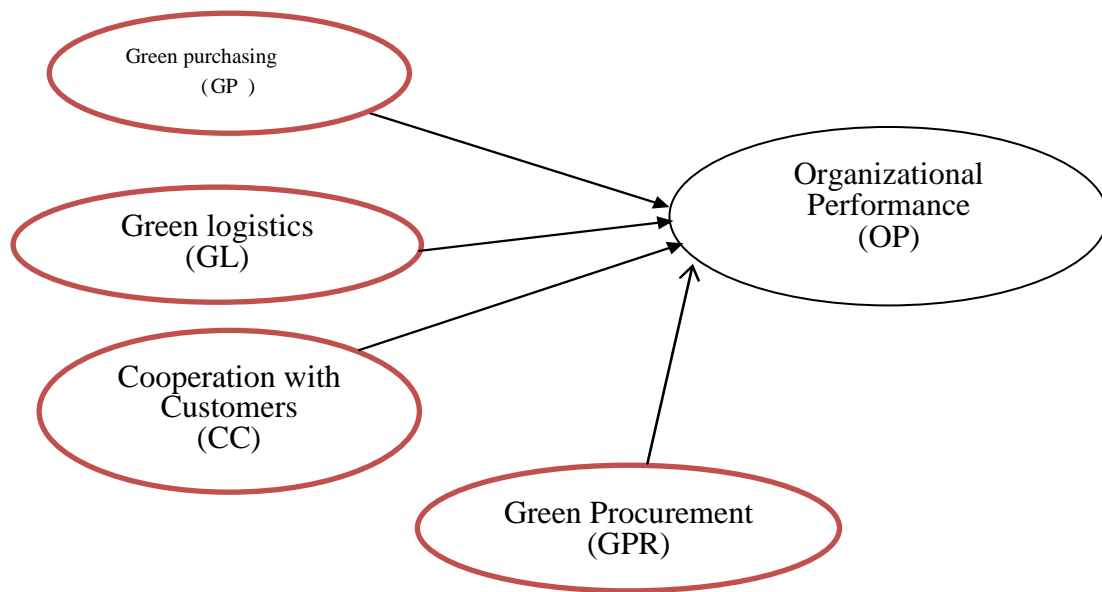 Green purchasing
( GP )
Organizational
Performance
(OP)
Green logistics
(GL)
Cooperation with
Customers
(CC)
Green Procurement
(GPR)